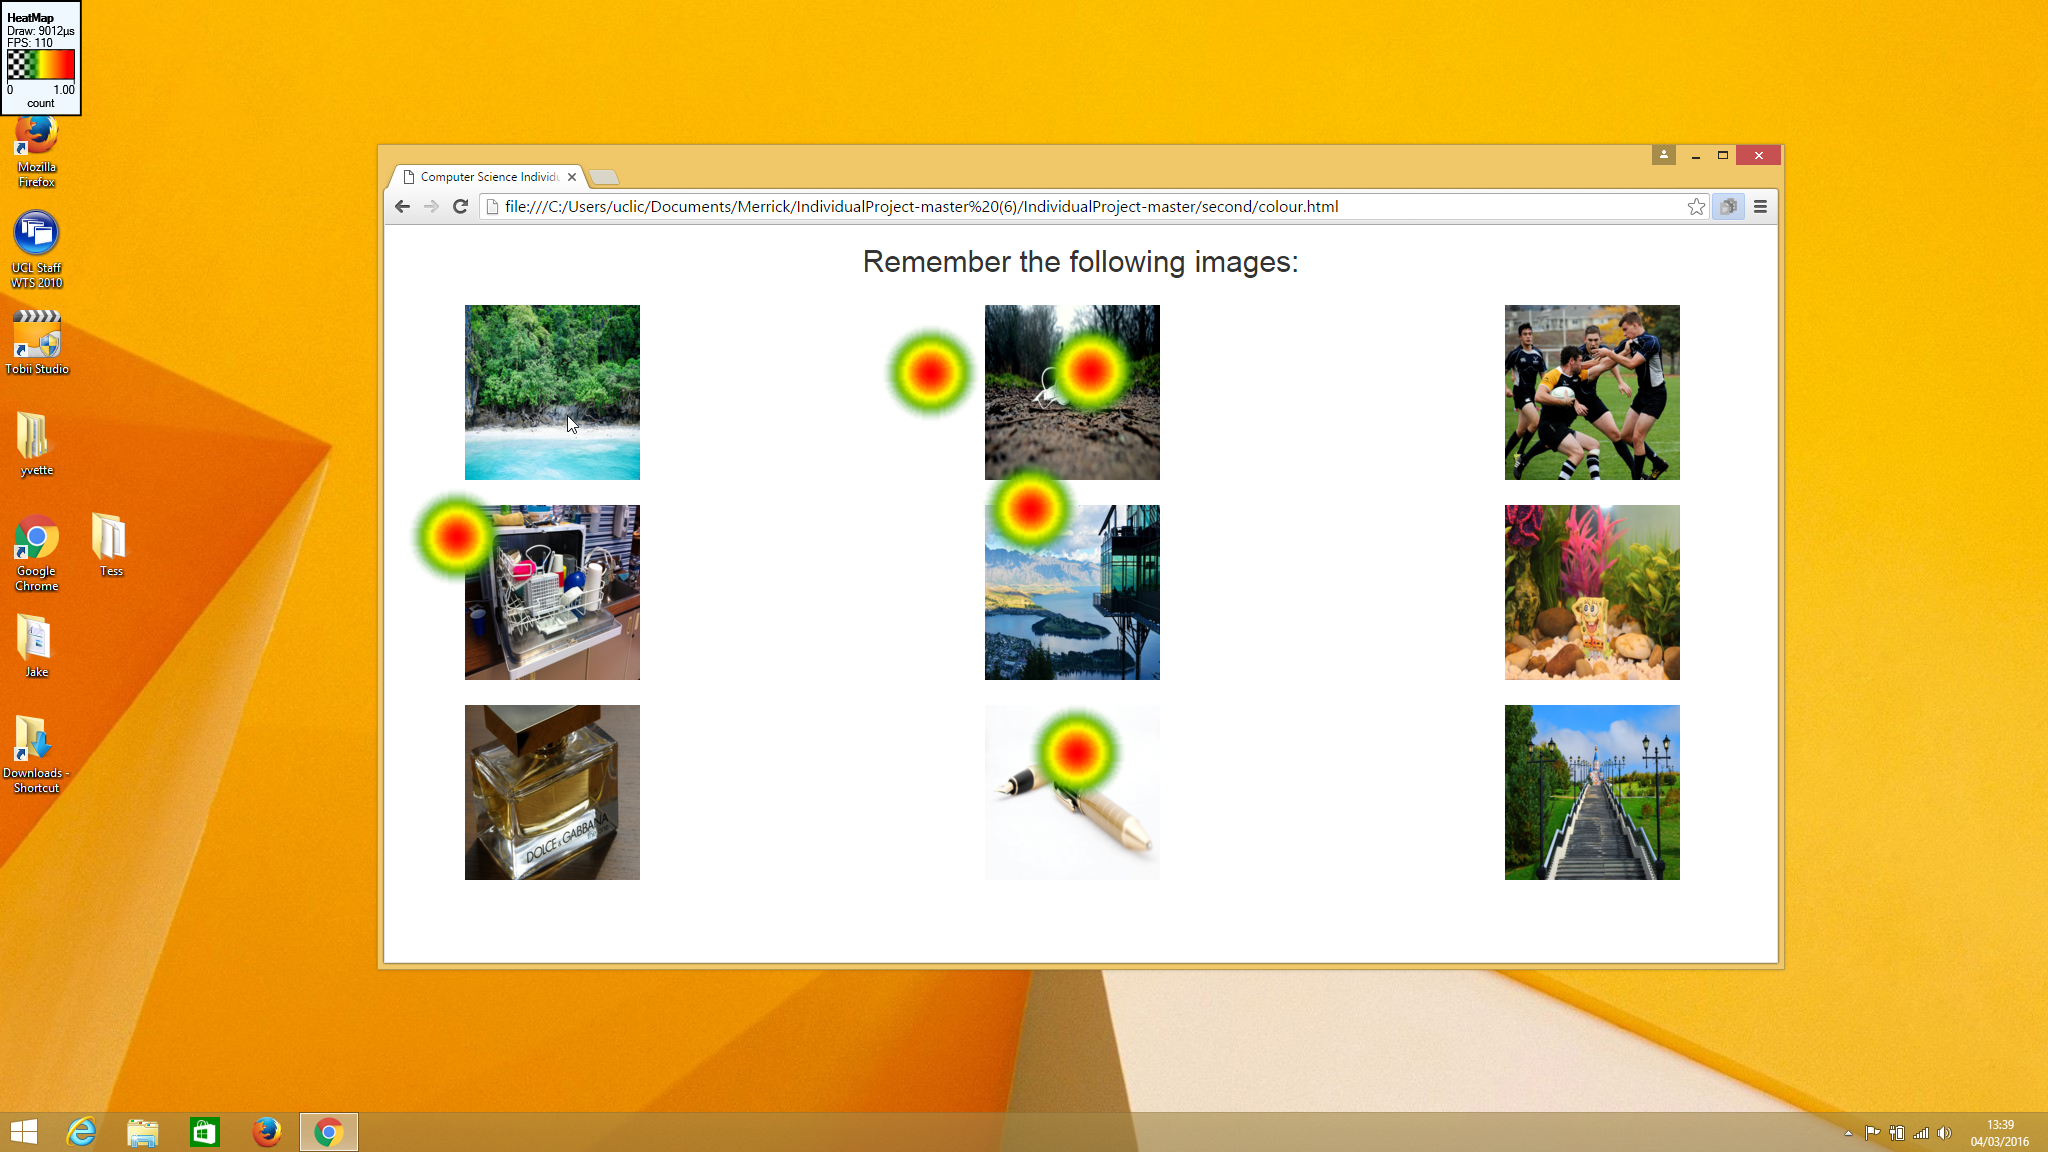 HeatMap
Draw: 9012µs
FPS: 110
0 1.00
count
Mozilla
Firefox
UCL Staff
WTS 2010
Tobii Studio
yvette
Google
Chrome
Tess
Jake
Downloads -
Shortcut
Computer Science Individu
file:///C:/Users/uclic/Documents/Merrick/IndividualProject-master%20(6)/IndividualProject-master/second/colour.html
Remember the following images:
DOLCE & GABBANA
13:39
04/03/2016